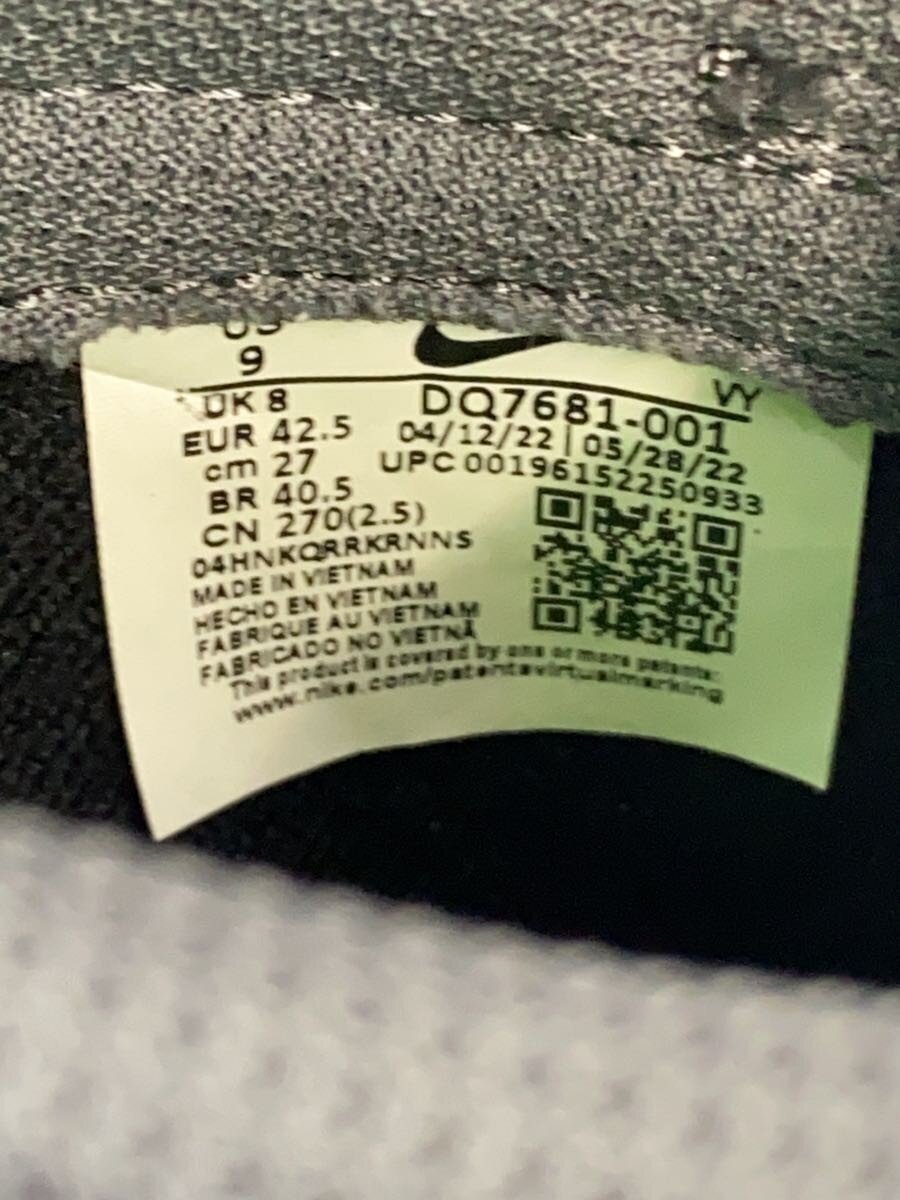 US
9
UK 8
EUR 42.5
cm 27
BR 40.5
CN 270(2.5)
04HNKQRRKRNNS
MADE IN VIETNAM
HECHO EN VIETNAM
FABRIQUE AU VIETNAM
FABRICADO NO VIETNÃ
VY
DQ7681-001
04/12/22 | 05/28/22
UPC 00196152250933
This product is covered by one or more patents:
www.nike.com/patentsvirtualmarking